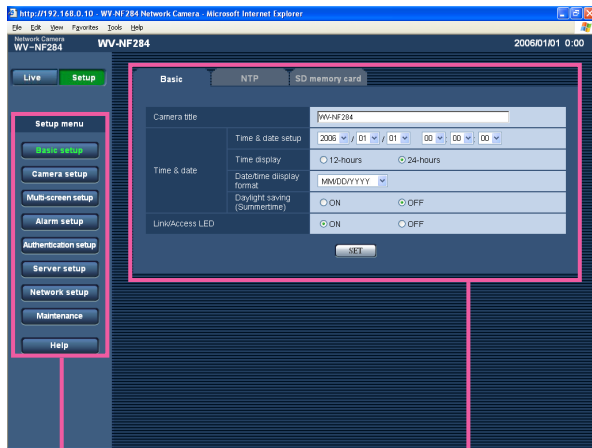 http://192.168.0.10 - WV-NF284 Network Camera - Microsoft Internet Explorer
File Edit View Favorites Tools Help
Network Camera
WV-NF284
WV-NF284
2006/01/01 0:00
Live Setup
Basic NTP SD memory card
Setup menu
Basic setup
Camera setup
Multi-screen setup
Alarm setup
Authentication setup
Server setup
Network setup
Maintenance
Help
Camera title WV-NF284
Time & date
Time & date setup 2006 / 01 / 01 00 : 00 : 00
Time display 12-hours 24-hours
Date/time diisplay
format
MM/DD/YYYY
Daylight saving
(Summertime)
ON OFF
Link/Access LED ON OFF
SET